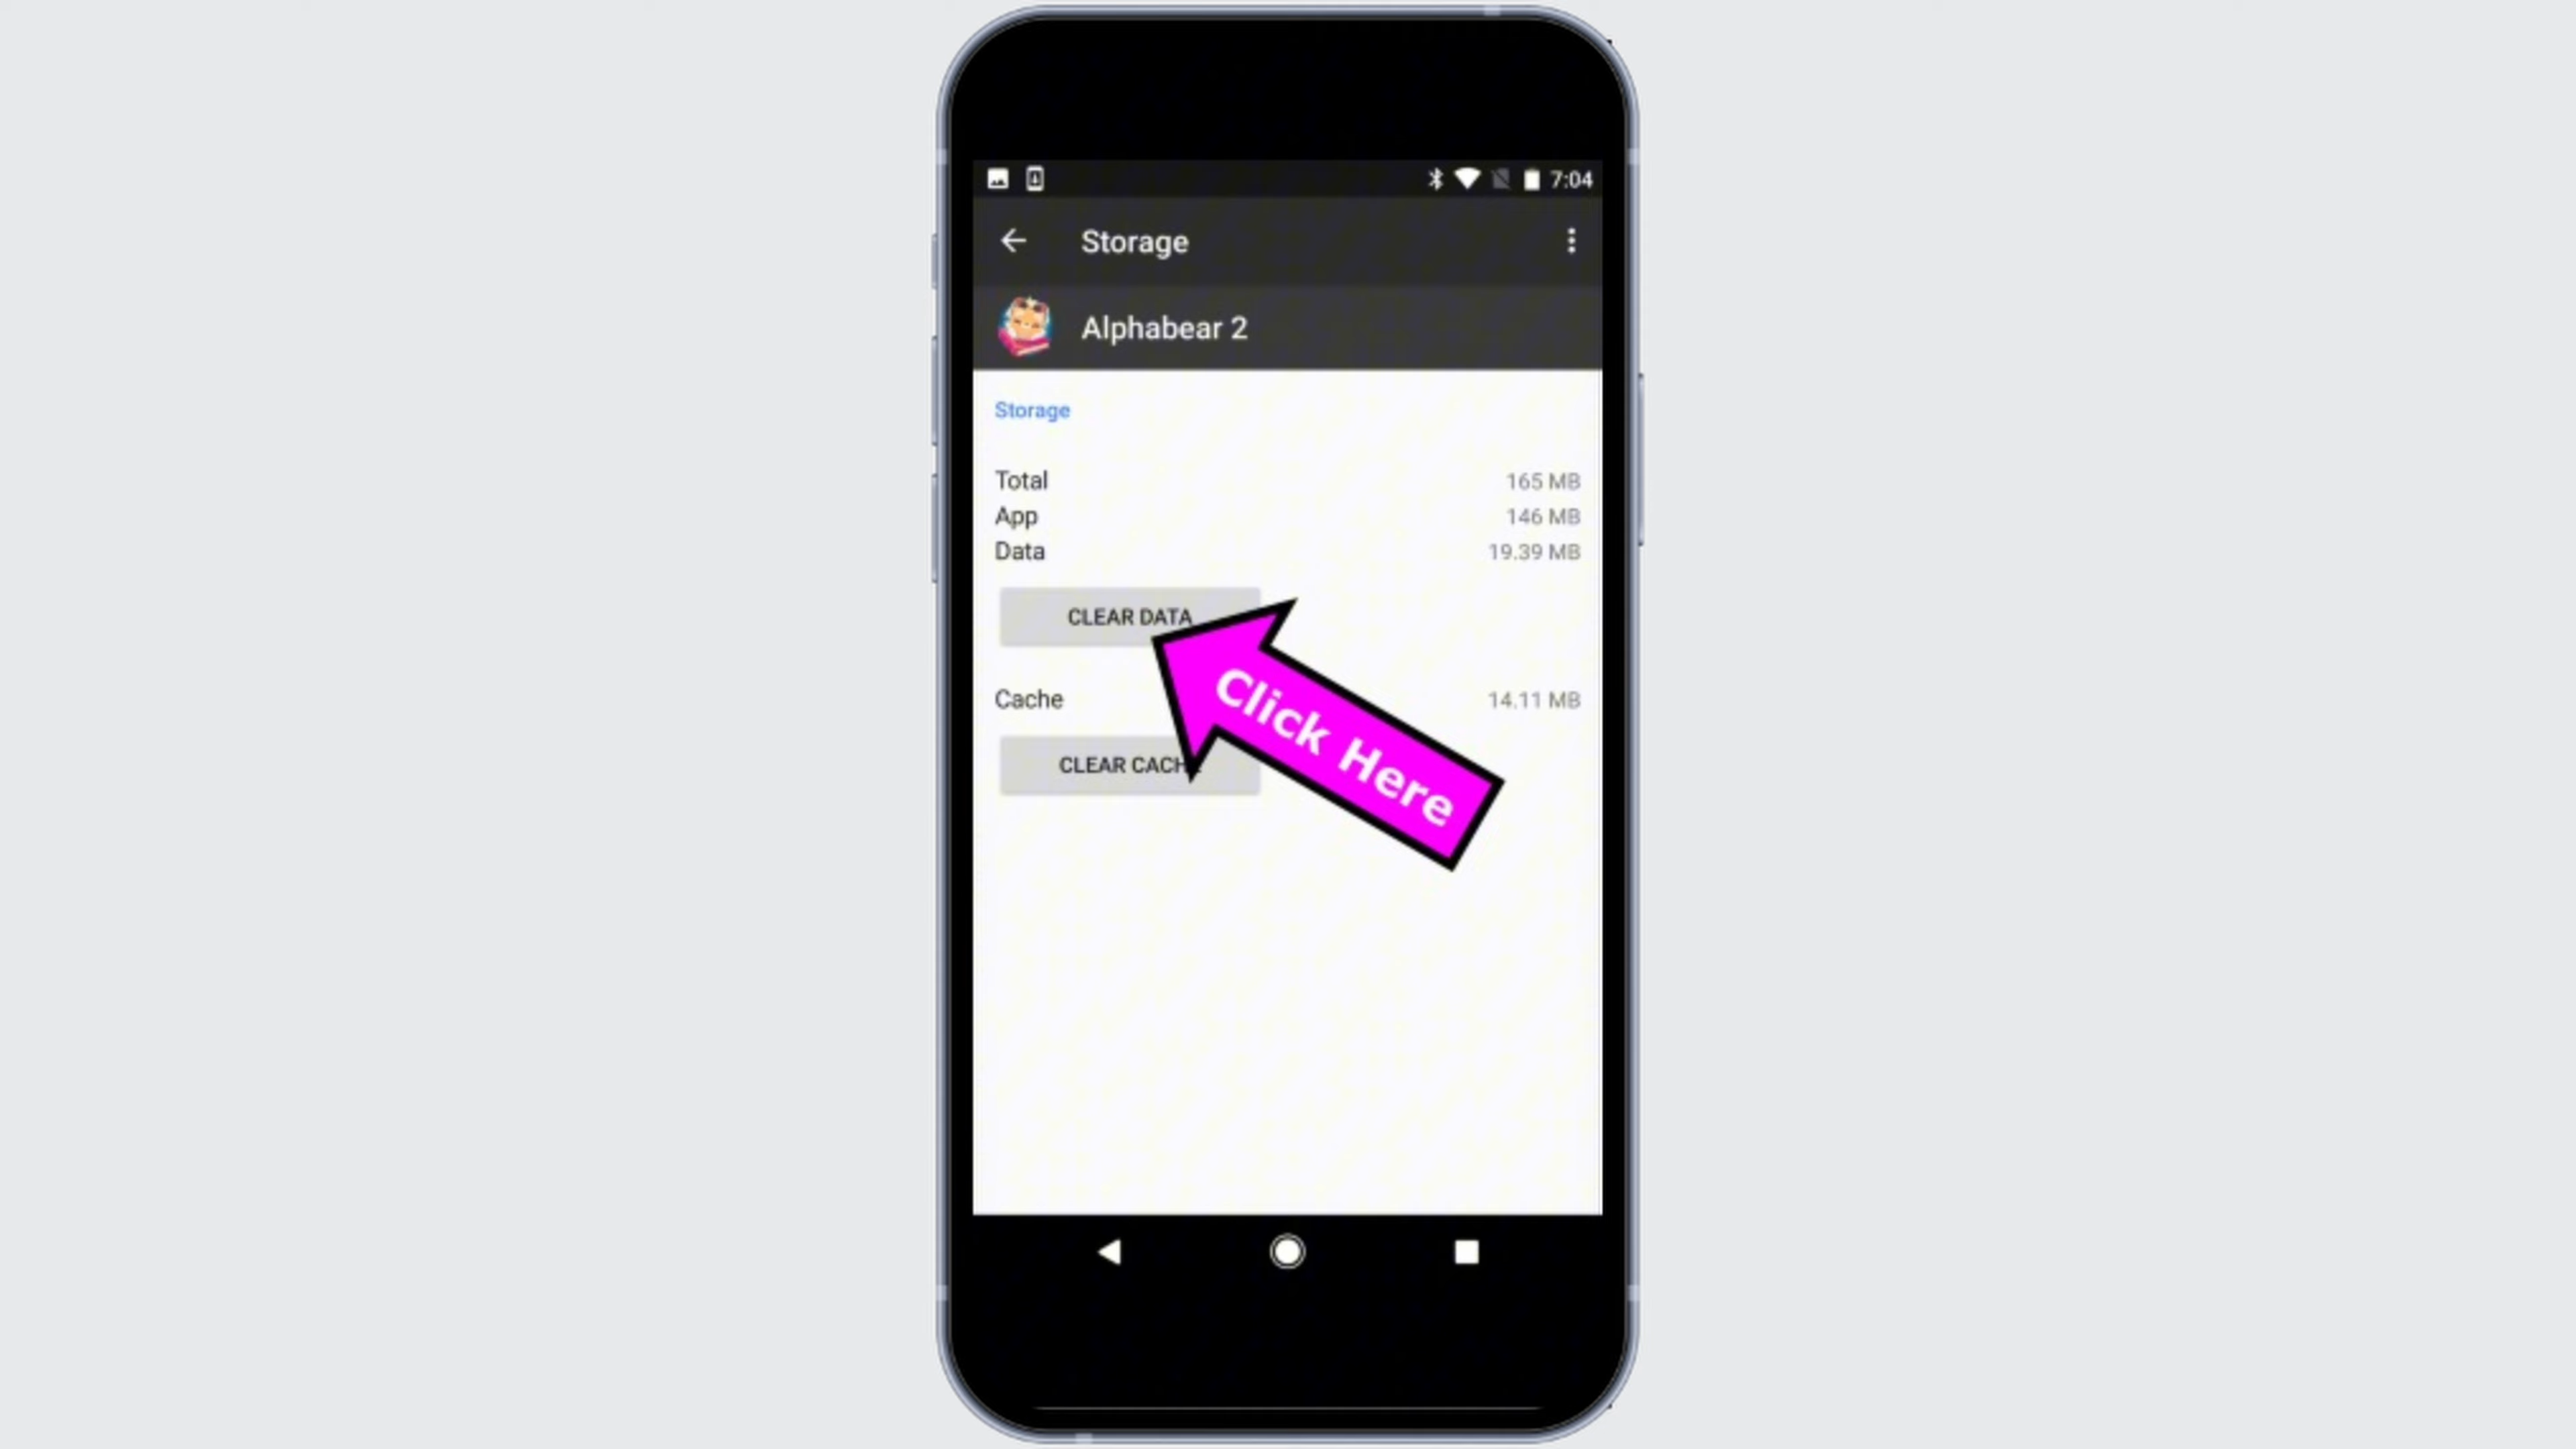 7:04
Storage
Alphabear 2
Storage
Total 165 MB
App 146 MB
Data 19.39 MB
CLEAR DATA
Click Here
Cache 14.11 MB
CLEAR CACH